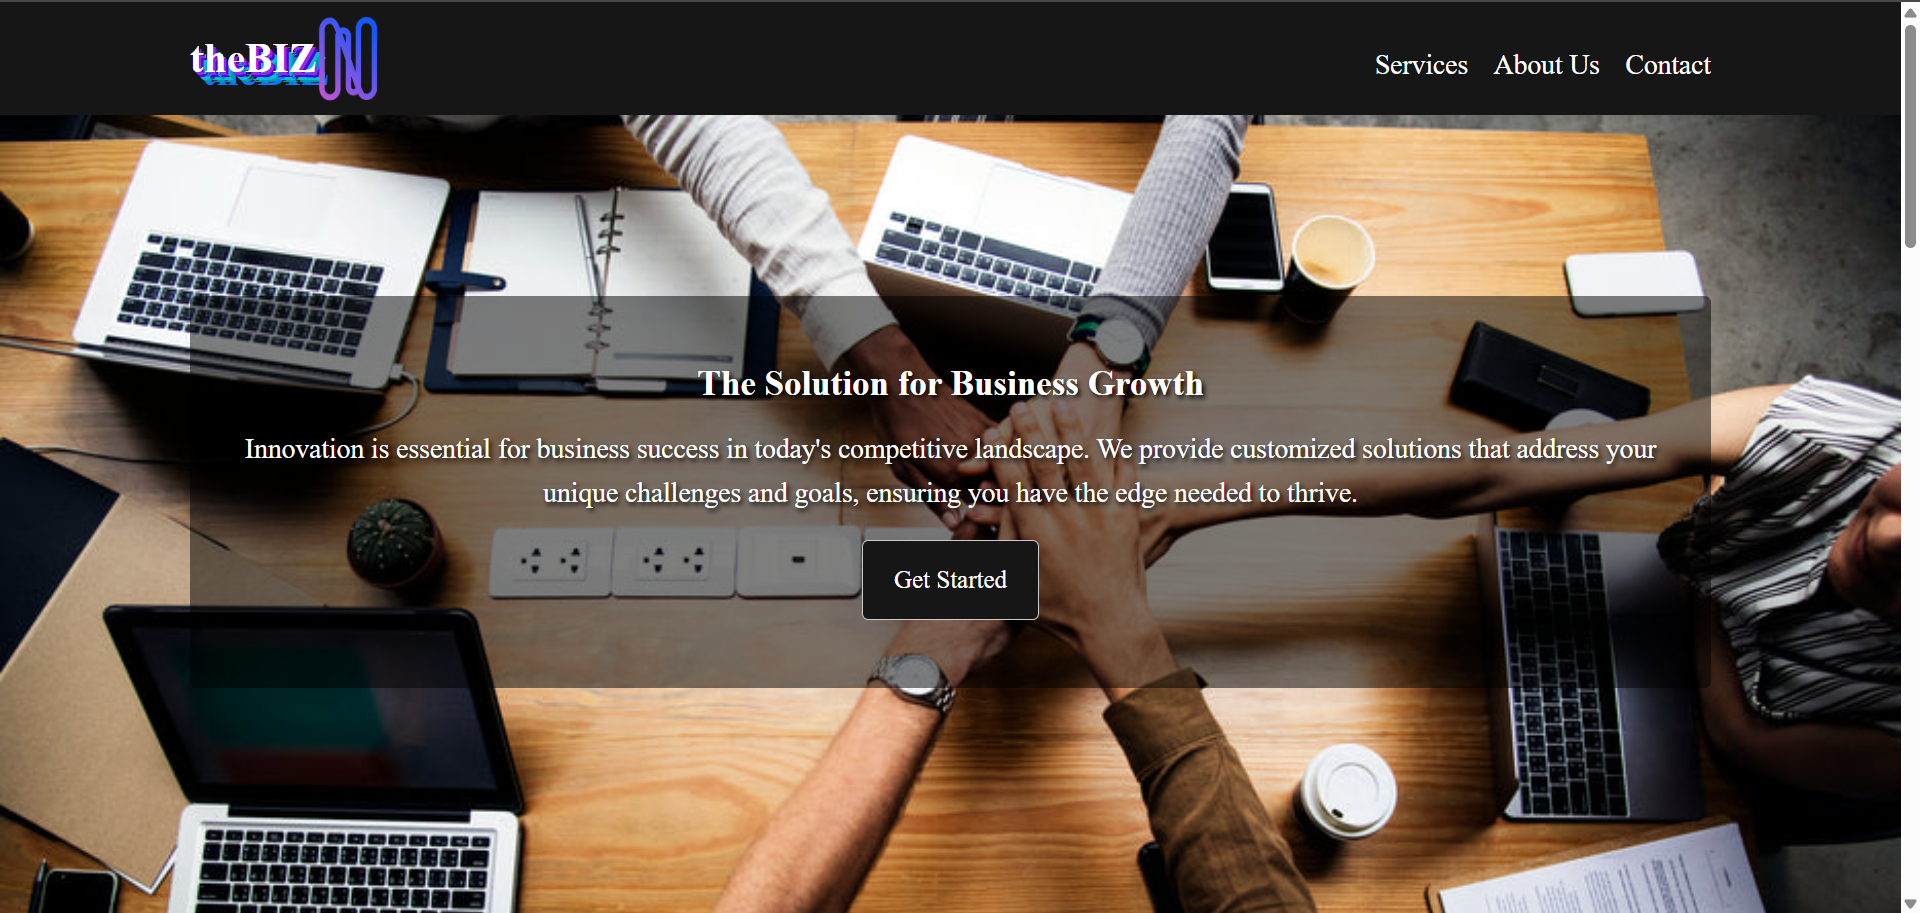 theBIZ
Services About Us Contact
The Solution for Business Growth
Innovation is essential for business success in today's competitive landscape. We provide customized solutions that address your
unique challenges and goals, ensuring you have the edge needed to thrive.
Get Started